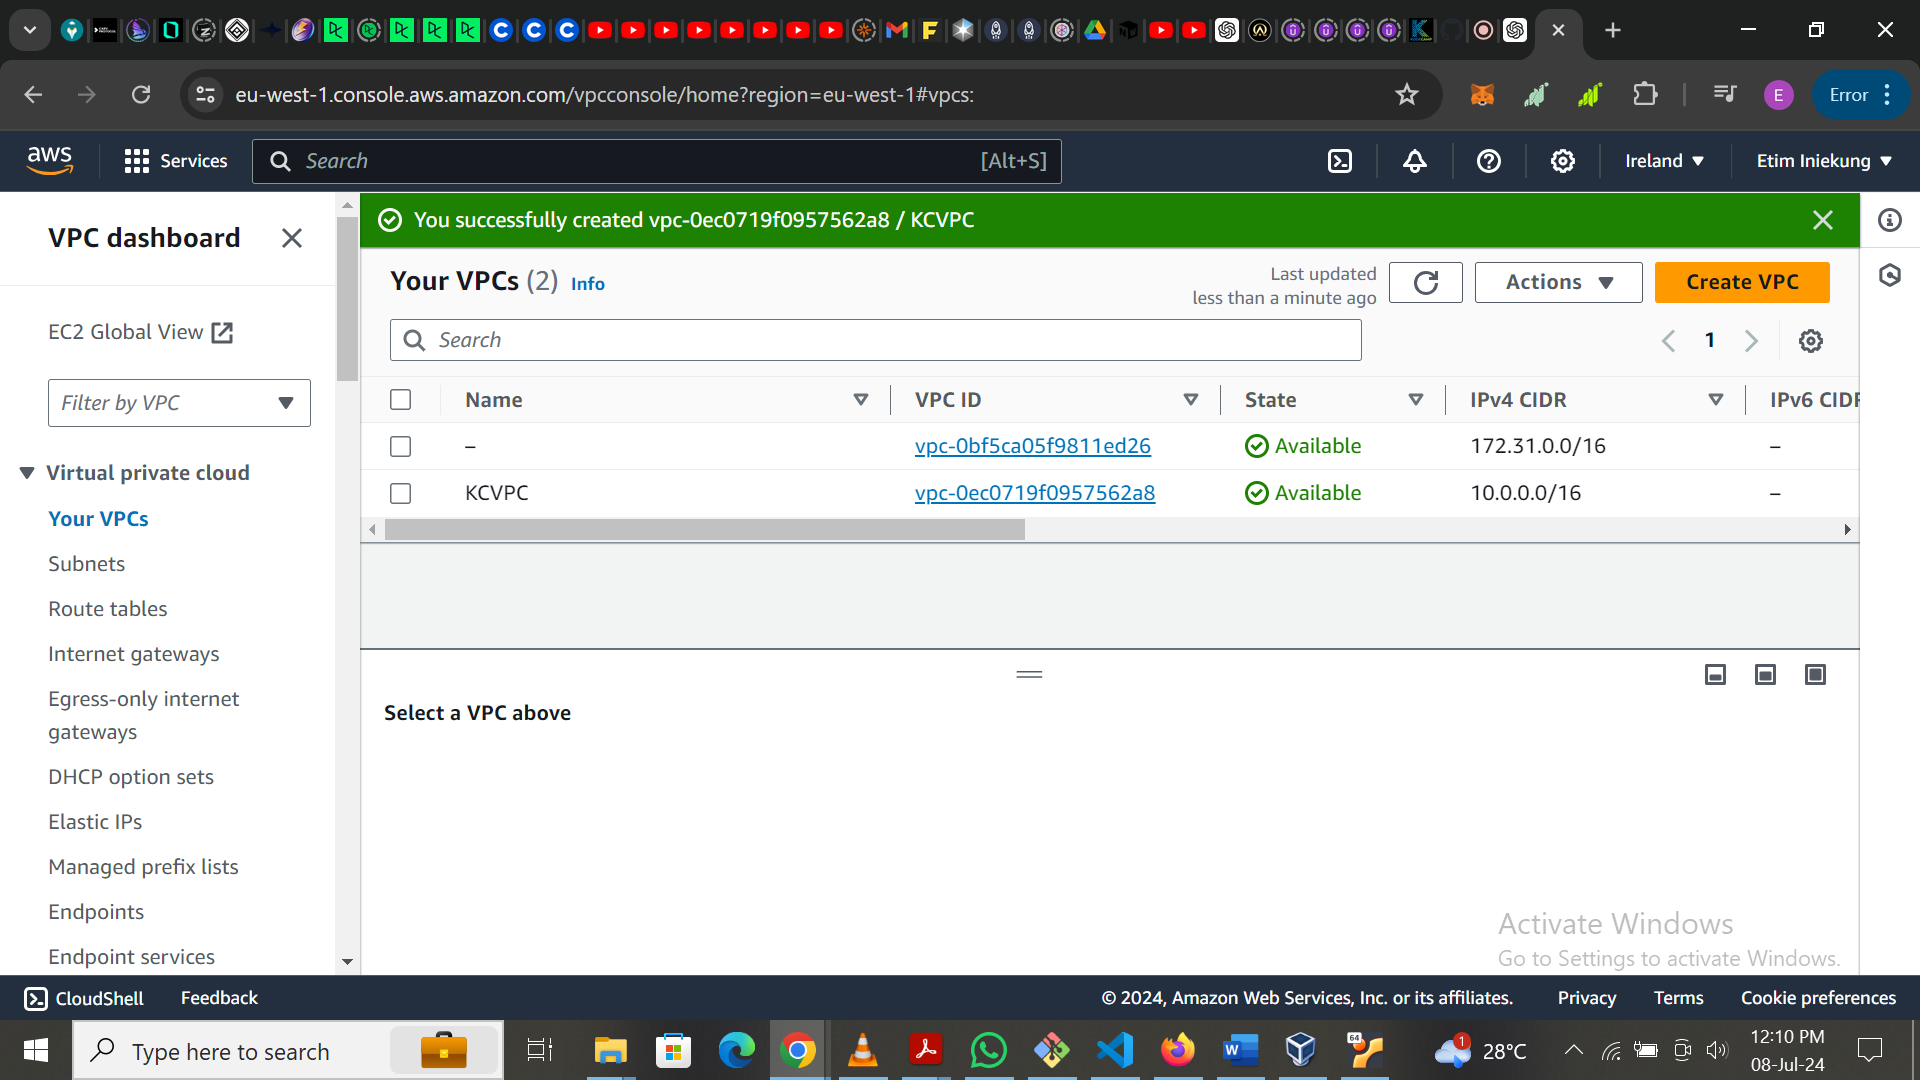 eu-west-1.console.aws.amazon.com/vpcconsole/home?region=eu-west-1#vpcs:
E
Error
aws
Services
Search
[Alt+S]
Ireland
Etim Iniekung
VPC dashboard
You successfully created vpc-0ec0719f0957562a8 / KCVPC
Your VPCs (2) Info
Last updated
less than a minute ago
Actions
Create VPC
EC2 Global View
Search
1
Filter by VPC
Name
VPC ID
State
IPv4 CIDR
IPv6 CIDR
–
vpc-0bf5ca05f9811ed26
Available
172.31.0.0/16
–
KCVPC
vpc-0ec0719f0957562a8
Available
10.0.0.0/16
–
Virtual private cloud
Your VPCs
Subnets
Route tables
Internet gateways
Egress-only internet
gateways
DHCP option sets
Elastic IPs
Managed prefix lists
Endpoints
Endpoint services
Select a VPC above
Activate Windows
Go to Settings to activate Windows.
CloudShell
Feedback
© 2024, Amazon Web Services, Inc. or its affiliates.
Privacy
Terms
Cookie preferences
Type here to search
W
64
1
28°C
12:10 PM
08-Jul-24